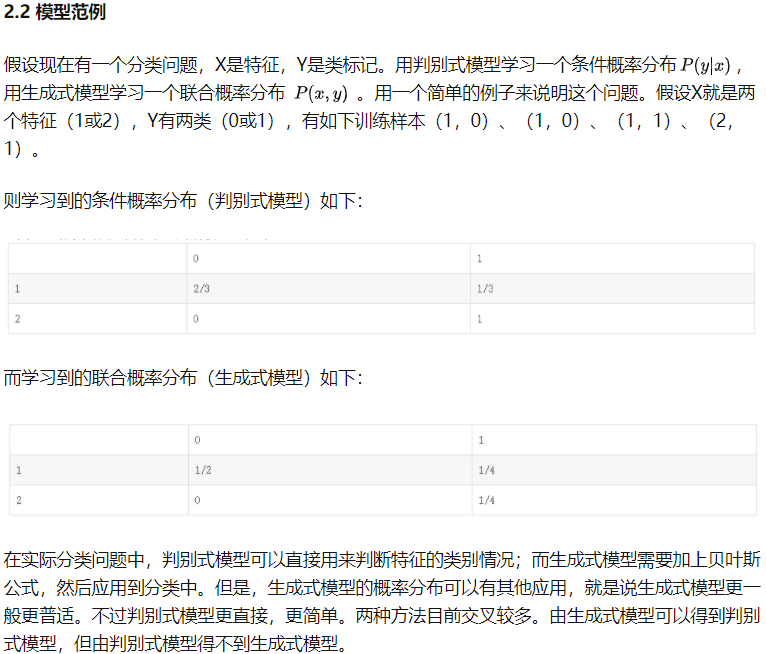 2.2 模型范例
假设现在有一个分类问题，X是特征，Y是类标记。用判别式模型学习一个条件概率分布 P(y|x) ，
用生成式模型学习一个联合概率分布 P(x, y) 。用一个简单的例子来说明这个问题。假设X就是两
个特征（1或2），Y有两类（0或1），有如下训练样本（1，0）、（1，0）、（1，1）、（2，
1）。
则学习到的条件概率分布（判别式模型）如下：
0 1
1 2/3 1/3
2 0 1
而学习到的联合概率分布（生成式模型）如下：
0 1
1 1/2 1/4
2 0 1/4
在实际分类问题中，判别式模型可以直接用来判断特征的类别情况；而生成式模型需要加上贝叶斯
公式，然后应用到分类中。但是，生成式模型的概率分布可以有其他应用，就是说生成式模型更一
般更普适。不过判别式模型更直接，更简单。两种方法目前交叉较多。由生成式模型可以得到判别
式模型，但由判别式模型得不到生成式模型。